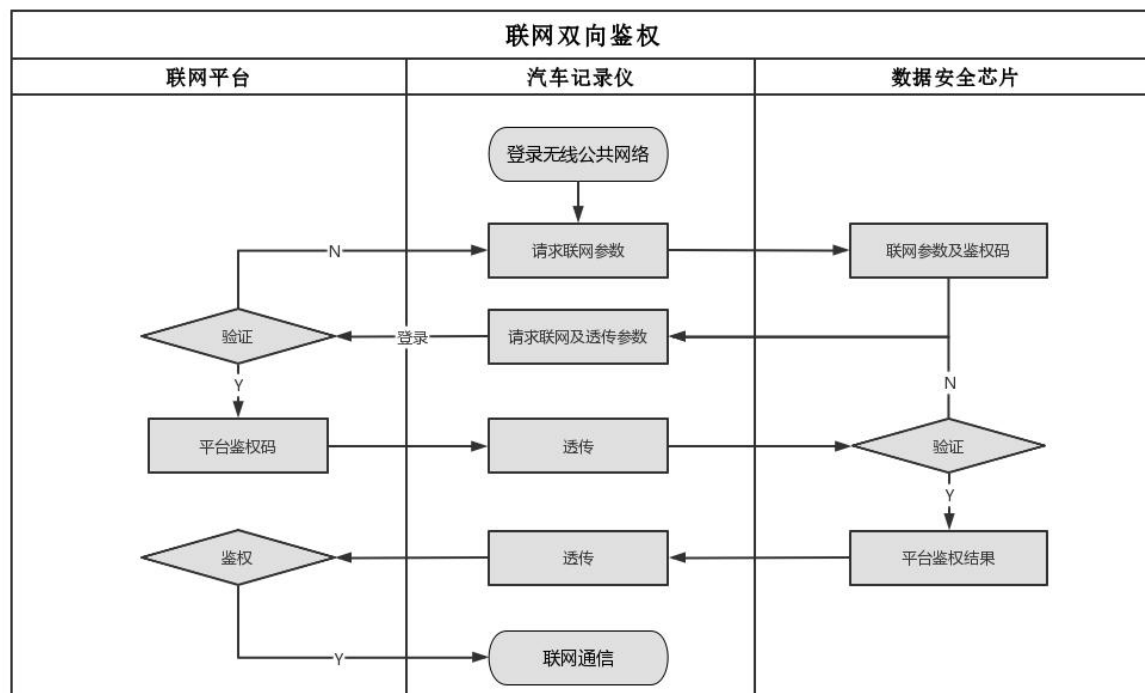 联网双向鉴权
联网平台
汽车记录仪
数据安全芯片
登录无线公共网络
N
请求联网参数
联网参数及鉴权码
验证
登录
请求联网及透传参数
Y
N
平台鉴权码
透传
验证
Y
鉴权
透传
平台鉴权结果
Y
联网通信